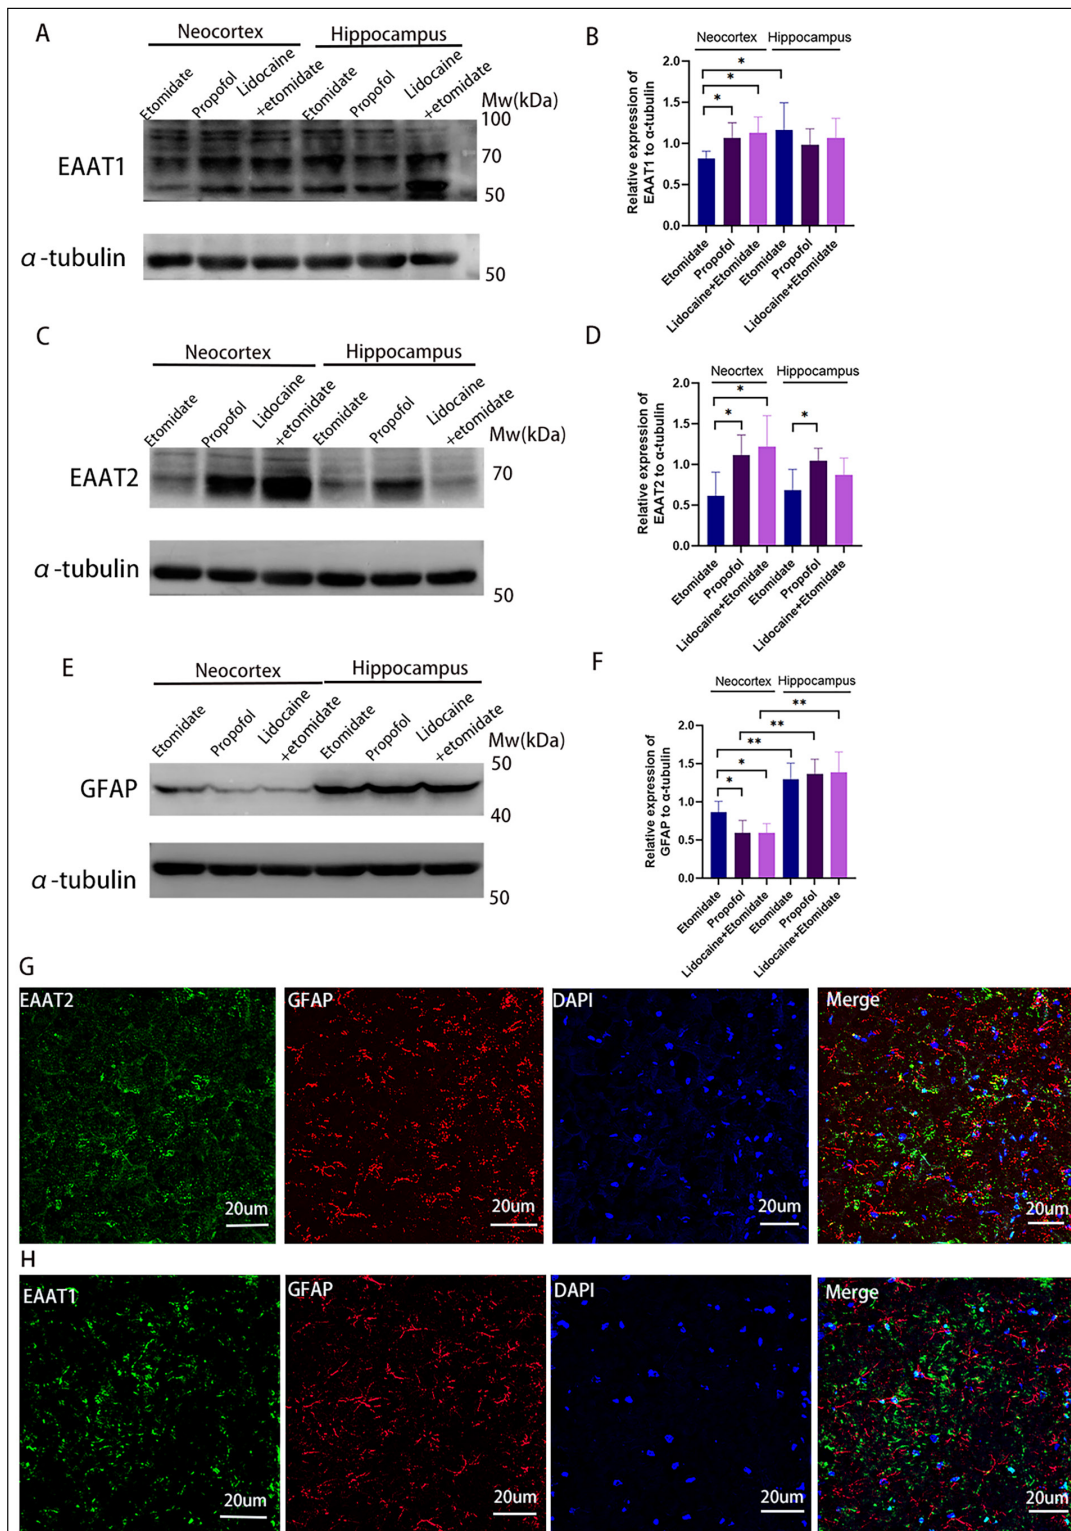 A
Neocortex
Hippocampus
Etomidate
Propofol
Lidocaine
+etomidate
Etomidate
Propofol
Lidocaine
+etomidate
Mw(kDa)
100
EAAT1
70
50
α-tubulin
50
B
Neocortex Hippocampus
Relative expression of
EAAT1 to α-tubulin
2.0
1.5
1.0
0.5
0.0
*
*
*
Etomidate
Propofol
Lidocaine+Etomidate
Etomidate
Propofol
Lidocaine+Etomidate
C
Neocortex
Hippocampus
Etomidate
Propofol
Lidocaine
+etomidate
Etomidate
Propofol
Lidocaine
+etomidate
Mw(kDa)
EAAT2
70
α-tubulin
50
D
Neocrtex Hippocampus
Relative expression of
EAAT2 to α-tubulin
2.0
1.5
1.0
0.5
0.0
*
*
*
Etomidate
Propofol
Lidocaine+Etomidate
Etomidate
Propofol
Lidocaine+Etomidate
E
Neocortex
Hippocampus
Etomidate
Propofol
Lidocaine
+etomidate
Etomidate
Propofol
Lidocaine
+etomidate
Mw(kDa)
50
GFAP
40
α-tubulin
50
F
Neocortex Hippocampus
Relative expression of
GFAP to α-tubulin
2.0
1.5
1.0
0.5
0.0
**
**
**
*
*
Etomidate
Propofol
Lidocaine+Etomidate
Etomidate
Propofol
Lidocaine+Etomidate
G
EAAT2 GFAP DAPI Merge
20um 20um 20um 20um
H
EAAT1 GFAP DAPI Merge
20um 20um 20um 20um